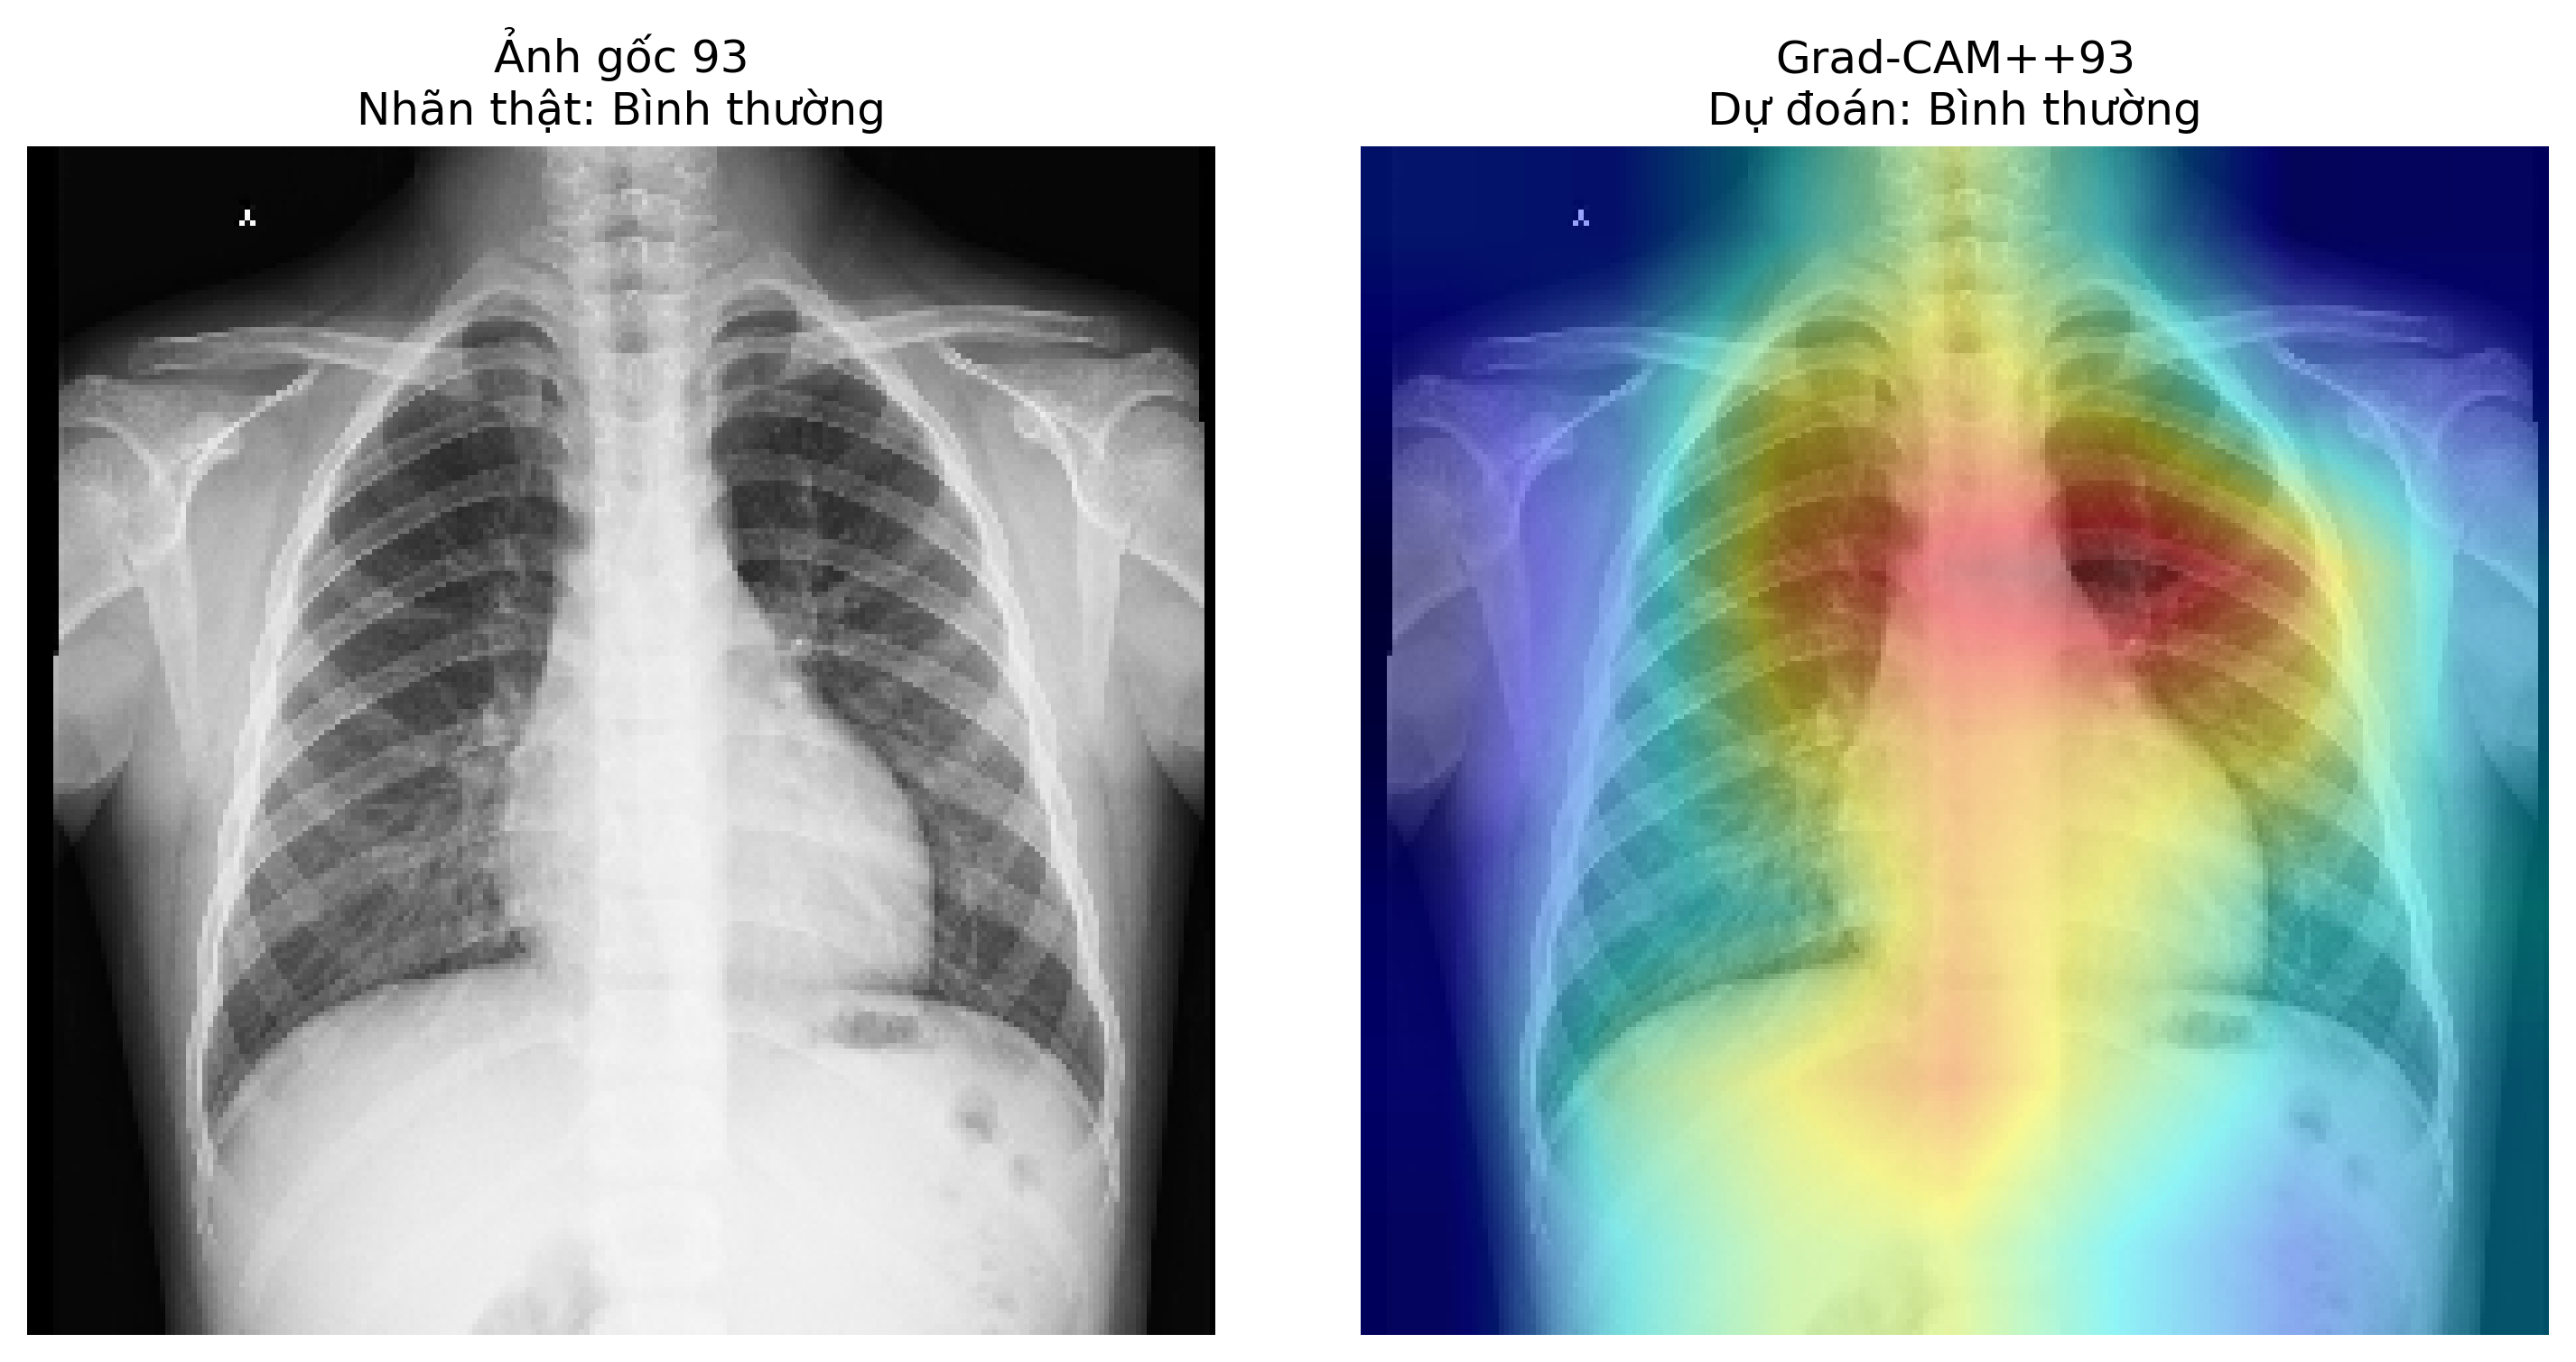 Ảnh gốc 93
Nhãn thật: Bình thường
Grad-CAM++93
Dự đoán: Bình thường